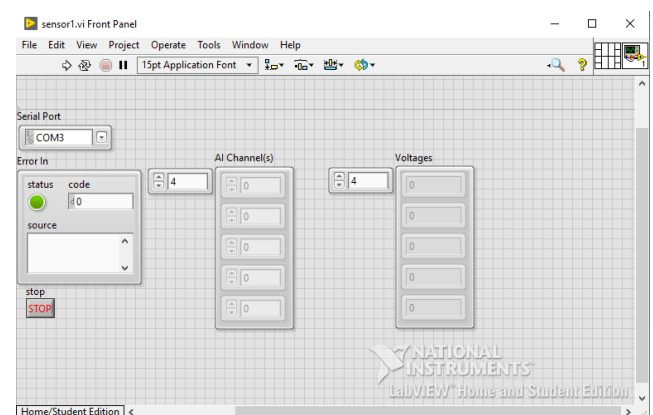 sensor1.vi Front Panel
File Edit View Project Operate Tools Window Help
15pt Application Font
Serial Port
COM3
Error In
status code
0
source
stop
STOP
AI Channel(s)
4
0
0
0
0
0
Voltages
4
0
0
0
0
0
NATIONAL
INSTRUMENTS
LabVIEW Home and Student Edition
Home/Student Edition